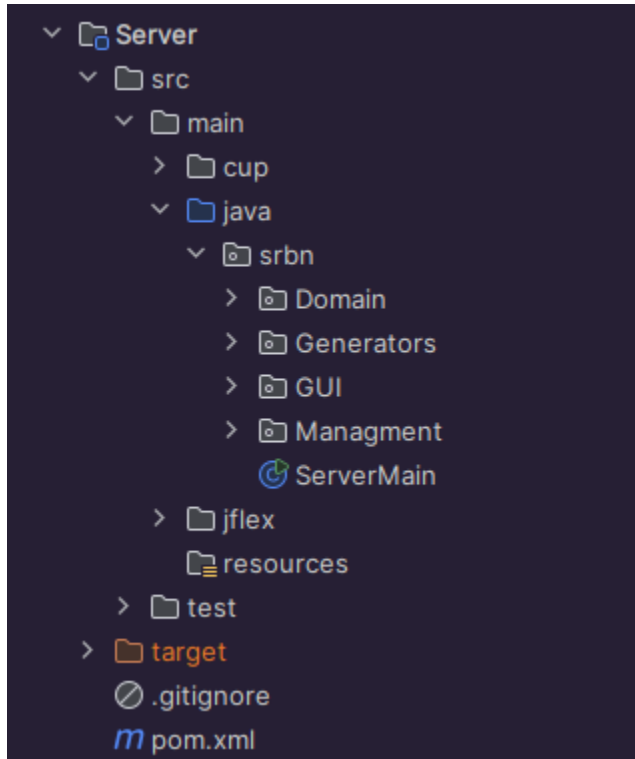 Server
src
main
cup
java
srbn
Domain
Generators
GUI
Managment
ServerMain
jflex
resources
test
target
.gitignore
m pom.xml